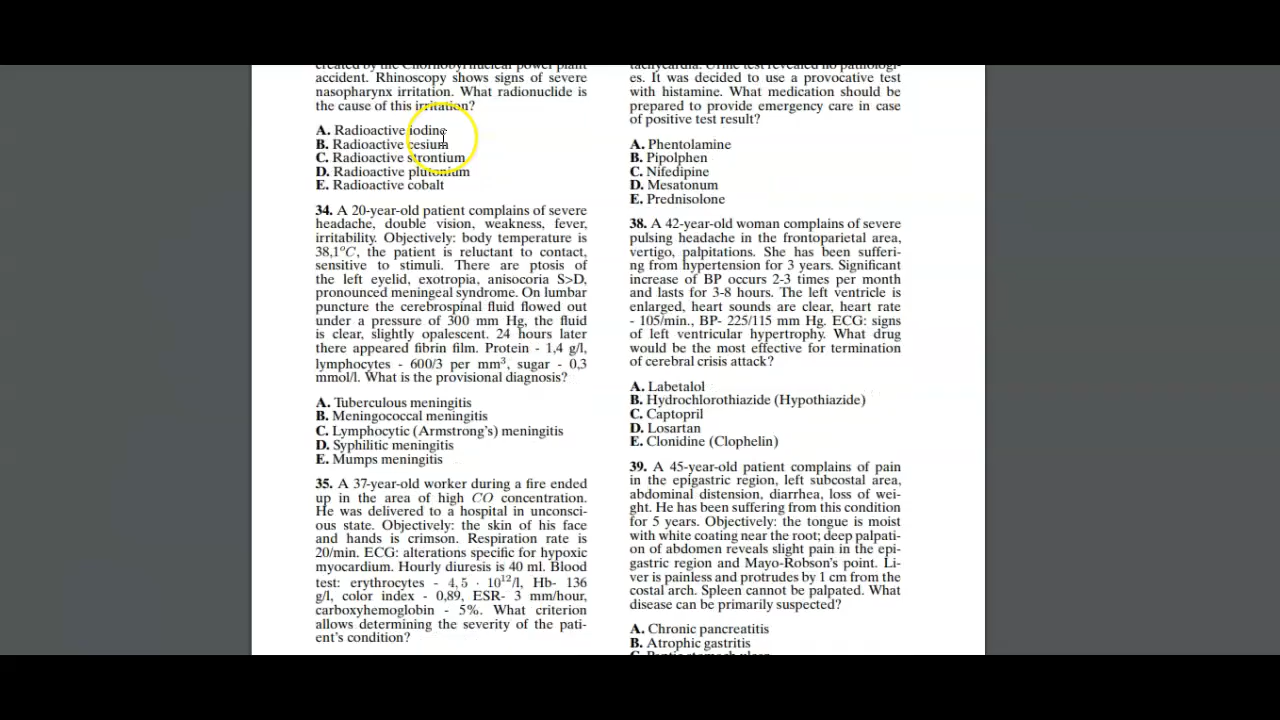 created by the Chornobyl nuclear power plant
accident. Rhinoscopy shows signs of severe
nasopharynx irritation. What radionuclide is
the cause of this irritation?
A. Radioactive iodine
B. Radioactive cesium
C. Radioactive strontium
D. Radioactive plutonium
E. Radioactive cobalt
34. A 20-year-old patient complains of severe
headache, double vision, weakness, fever,
irritability. Objectively: body temperature is
38,1°C, the patient is reluctant to contact,
sensitive to stimuli. There are ptosis of
the left eyelid, exotropia, anisocoria S>D,
pronounced meningeal syndrome. On lumbar
puncture the cerebrospinal fluid flowed out
under a pressure of 300 mm Hg, the fluid
is clear, slightly opalescent. 24 hours later
there appeared fibrin film. Protein - 1,4 g/l,
lymphocytes - 600/3 per mm³, sugar - 0,3
mmol/l. What is the provisional diagnosis?
A. Tuberculous meningitis
B. Meningococcal meningitis
C. Lymphocytic (Armstrong's) meningitis
D. Syphilitic meningitis
E. Mumps meningitis
35. A 37-year-old worker during a fire ended
up in the area of high CO concentration.
He was delivered to a hospital in unconsci-
ous state. Objectively: the skin of his face
and hands is crimson. Respiration rate is
20/min. ECG: alterations specific for hypoxic
myocardium. Hourly diuresis is 40 ml. Blood
test: erythrocytes - 4, 5 · 10¹²/l, Hb- 136
g/l, color index - 0,89, ESR- 3 mm/hour,
carboxyhemoglobin - 5%. What criterion
allows determining the severity of the pati-
ent's condition?
tachycardia. Urine test revealed no pathologi-
es. It was decided to use a provocative test
with histamine. What medication should be
prepared to provide emergency care in case
of positive test result?
A. Phentolamine
B. Pipolphen
C. Nifedipine
D. Mesatonum
E. Prednisolone
38. A 42-year-old woman complains of severe
pulsing headache in the frontoparietal area,
vertigo, palpitations. She has been sufferi-
ng from hypertension for 3 years. Significant
increase of BP occurs 2-3 times per month
and lasts for 3-8 hours. The left ventricle is
enlarged, heart sounds are clear, heart rate
- 105/min., BP- 225/115 mm Hg. ECG: signs
of left ventricular hypertrophy. What drug
would be the most effective for termination
of cerebral crisis attack?
A. Labetalol
B. Hydrochlorothiazide (Hypothiazide)
C. Captopril
D. Losartan
E. Clonidine (Clophelin)
39. A 45-year-old patient complains of pain
in the epigastric region, left subcostal area,
abdominal distension, diarrhea, loss of wei-
ght. He has been suffering from this condition
for 5 years. Objectively: the tongue is moist
with white coating near the root; deep palpati-
on of abdomen reveals slight pain in the epi-
gastric region and Mayo-Robson's point. Li-
ver is painless and protrudes by 1 cm from the
costal arch. Spleen cannot be palpated. What
disease can be primarily suspected?
A. Chronic pancreatitis
B. Atrophic gastritis
C. Peptic stomach ulcer